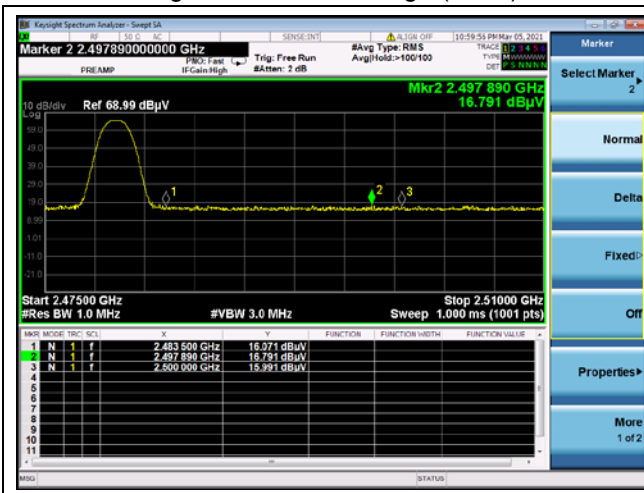 Keysight Spectrum Analyzer - Swept SA
RF 50 Ω AC SENSE:INT ALIGN OFF 10:59:56 PM Mar 05, 2021
Marker 2 2.497890000000 GHz
PREAMP
PNO: Fast
IFGain:High
Trig: Free Run
#Atten: 2 dB
#Avg Type: RMS
Avg|Hold:>100/100
TRACE 1 2 3 4 5 6
TYPE MWWWWW
DET P S N N N N
Mkr2 2.497 890 GHz
16.791 dBµV
10 dB/div Ref 68.99 dBµV
Log
59.0
49.0
39.0
29.0
19.0
8.99
-1.01
-11.0
-21.0
1
2
3
Start 2.47500 GHz Stop 2.51000 GHz
#Res BW 1.0 MHz #VBW 3.0 MHz Sweep 1.000 ms (1001 pts)
MKR MODE TRC SCL X Y FUNCTION FUNCTION WIDTH FUNCTION VALUE
1 N 1 f 2.483 500 GHz 16.071 dBµV
2 N 1 f 2.497 890 GHz 16.791 dBµV
3 N 1 f 2.500 000 GHz 15.991 dBµV
4
5
6
7
8
9
10
11
MSG STATUS
Marker
Select Marker
2
Normal
Delta
Fixed
Off
Properties
More
1 of 2